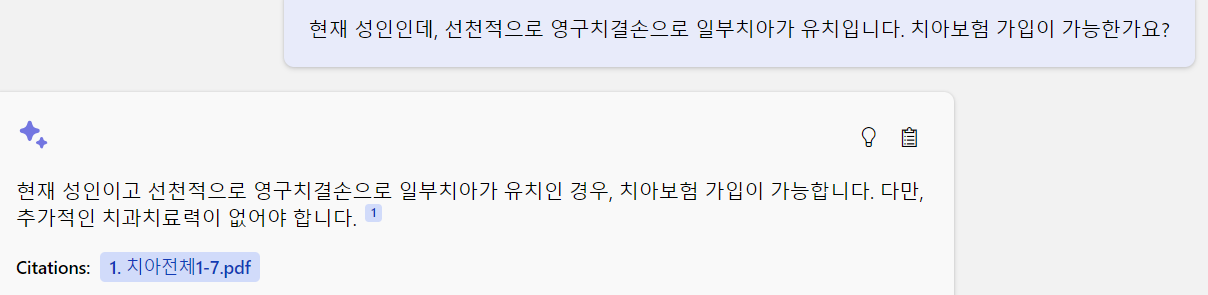 현재 성인인데, 선천적으로 영구치결손으로 일부치아가 유치입니다. 치아보험 가입이 가능한가요?
현재 성인이고 선천적으로 영구치결손으로 일부치아가 유치인 경우, 치아보험 가입이 가능합니다. 다만,
추가적인 치과치료력이 없어야 합니다. 1
Citations: 1. 치아전체1-7.pdf